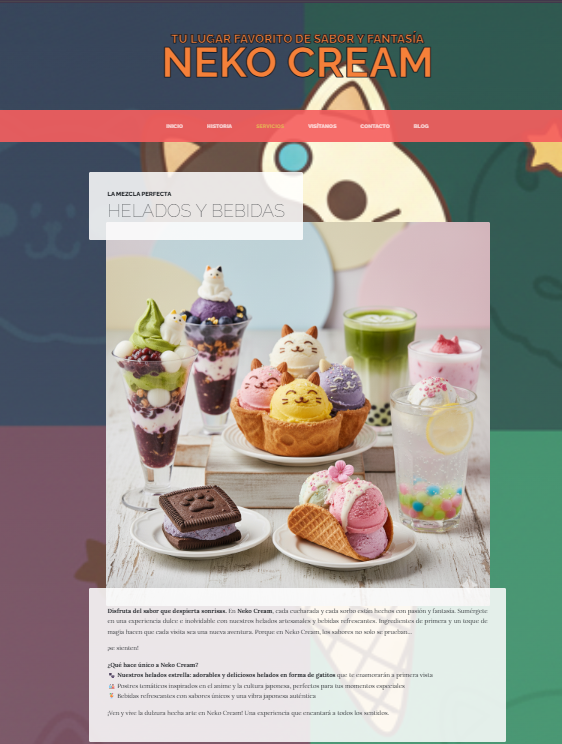 TU LUGAR FAVORITO DE SABOR Y FANTASÍA
NEKO CREAM
INICIO HISTORIA SERVICIOS VISÍTANOS CONTACTO BLOG
LA MEZCLA PERFECTA
HELADOS Y BEBIDAS
Disfruta del sabor que despierta sonrisas. En Neko Cream, cada cucharada y cada sorbo están hechos con pasión y fantasía. Sumérgete
en una experiencia dulce e inolvidable con nuestros helados artesanales y bebidas refrescantes. Ingredientes de primera y un toque de
magia hacen que cada visita sea una nueva aventura. Porque en Neko Cream, los sabores no solo se prueban...
¡se sienten!
¿Qué hace único a Neko Cream?
🐾 Nuestros helados estrella: adorables y deliciosos helados en forma de gatitos que te enamorarán a primera vista
Postres temáticos inspirados en el anime y la cultura japonesa, perfectos para tus momentos especiales
Bebidas refrescantes con sabores únicos y una vibra japonesa auténtica
¡Ven y vive la dulzura hecha arte en Neko Cream! Una experiencia que encantará a todos los sentidos.